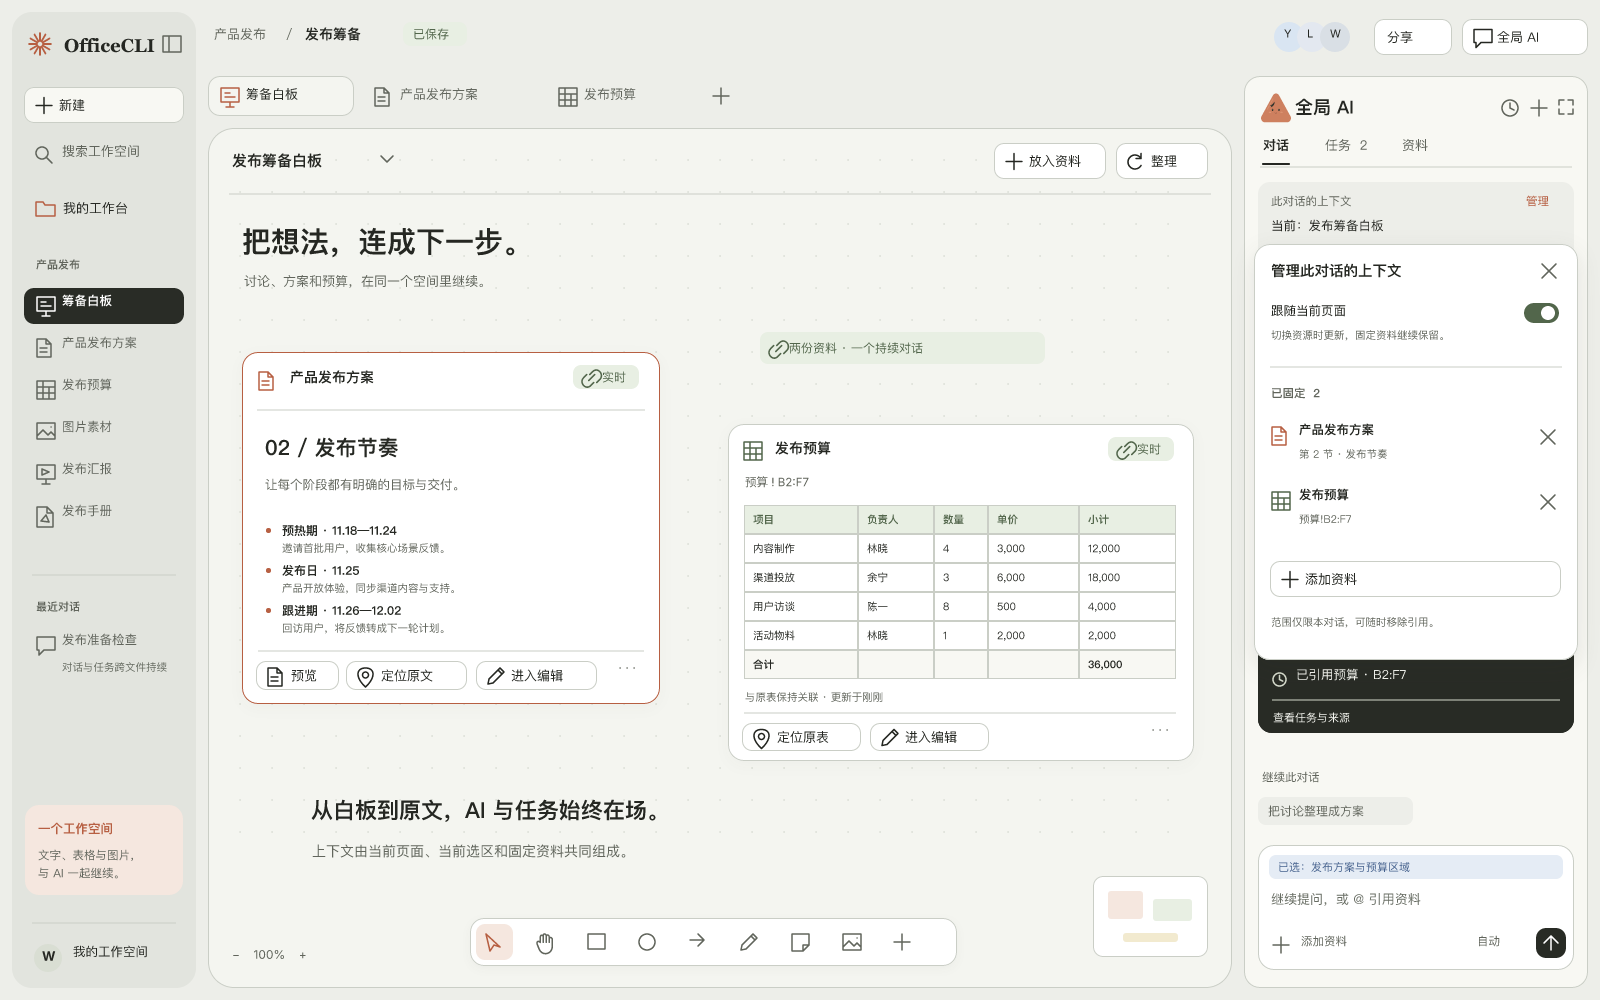 OfficeCLI
新建
搜索工作空间
我的工作台
产品发布
筹备白板
产品发布方案
发布预算
图片素材
发布汇报
发布手册
最近对话
发布准备检查
对话与任务跨文件持续
一个工作空间
文字、表格与图片，
与 AI 一起继续。
W 我的工作空间
产品发布 / 发布筹备 已保存
Y L W 分享 全局 AI
筹备白板 产品发布方案 发布预算
发布筹备白板 放入资料 整理
把想法，连成下一步。
讨论、方案和预算，在同一个空间里继续。
两份资料 · 一个持续对话
产品发布方案 实时
02 / 发布节奏
让每个阶段都有明确的目标与交付。
预热期 · 11.18—11.24
邀请首批用户，收集核心场景反馈。
发布日 · 11.25
产品开放体验，同步渠道内容与支持。
跟进期 · 11.26—12.02
回访用户，将反馈转成下一轮计划。
预览 定位原文 进入编辑 ···
发布预算 实时
预算 ! B2:F7
项目 负责人 数量 单价 小计
内容制作 林晓 4 3,000 12,000
渠道投放 余宁 3 6,000 18,000
用户访谈 陈一 8 500 4,000
活动物料 林晓 1 2,000 2,000
合计 36,000
与原表保持关联 · 更新于刚刚
定位原表 进入编辑 ···
从白板到原文，AI 与任务始终在场。
上下文由当前页面、当前选区和固定资料共同组成。
− 100% +
全局 AI
对话 任务 2 资料
此对话的上下文 管理
当前：发布筹备白板
管理此对话的上下文
跟随当前页面
切换资源时更新，固定资料继续保留。
已固定 2
产品发布方案
第 2 节 · 发布节奏
发布预算
预算!B2:F7
添加资料
范围仅限本对话，可随时移除引用。
已引用预算 · B2:F7
查看任务与来源
继续此对话
把讨论整理成方案
已选：发布方案与预算区域
继续提问，或 @ 引用资料
添加资料 自动